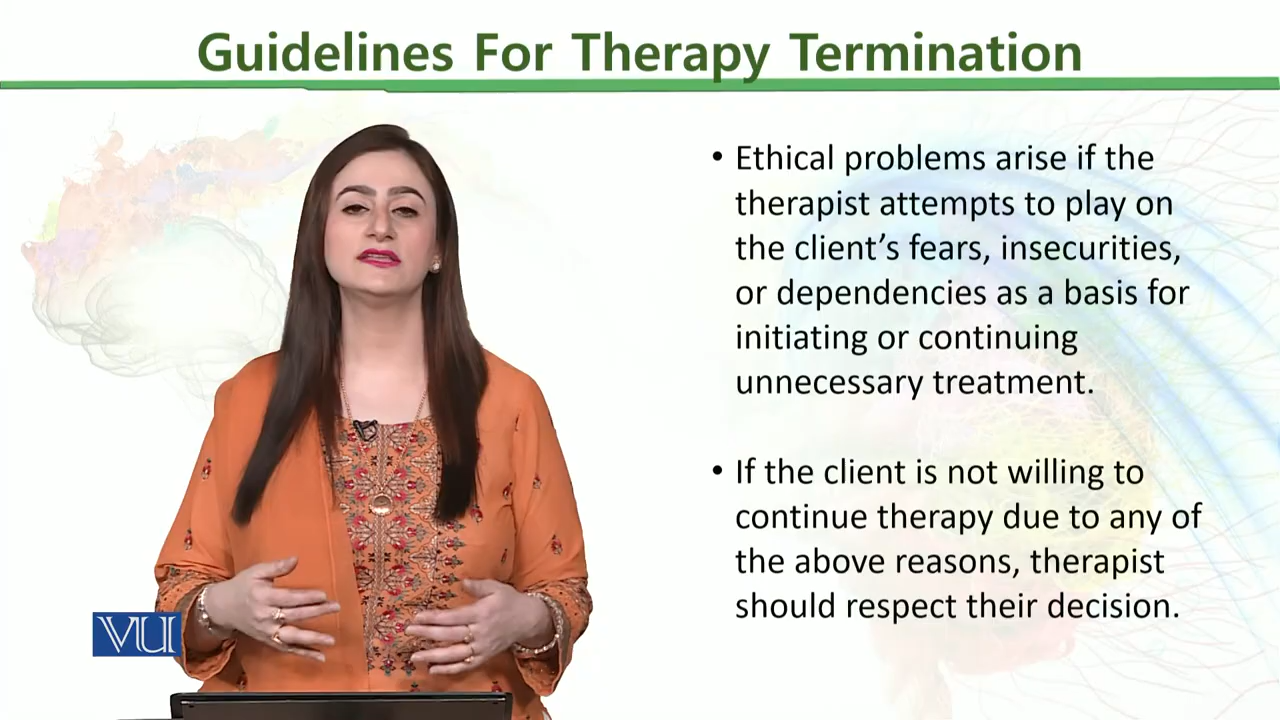 Guidelines For Therapy Termination
• Ethical problems arise if the
therapist attempts to play on
the client’s fears, insecurities,
or dependencies as a basis for
initiating or continuing
unnecessary treatment.
• If the client is not willing to
continue therapy due to any of
the above reasons, therapist
should respect their decision.
VU